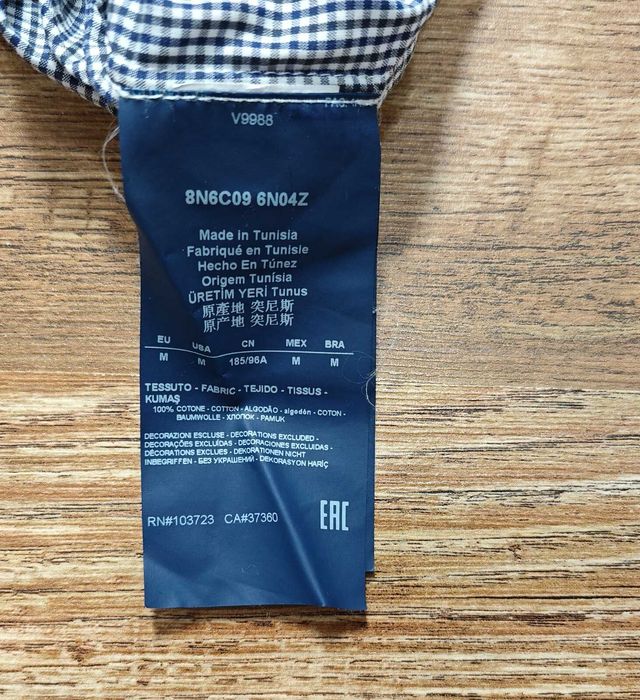 V9988
8N6C09 6N04Z
Made in Tunisia
Fabriqué en Tunisie
Hecho En Túnez
Origem Tunísia
ÜRETİM YERİ Tunus
原產地 突尼斯
原产地 突尼斯
EU USA CN MEX BRA
M M 185/96A M M
TESSUTO - FABRIC - TEJIDO - TISSUS -
KUMAŞ
100% COTONE - COTTON - ALGODÃO - algodón - COTON -
BAUMWOLLE - ХЛОПОК - PAMUK
DECORAZIONI ESCLUSE - DECORATIONS EXCLUDED -
DECORAÇÕES EXCLUÍDAS - DECORACIONES EXCLUIDAS -
DÉCORATIONS EXCLUES - DEKORATIONEN NICHT
INBEGRIFFEN - БЕЗ УКРАШЕНИЙ - DEKORASYON HARİÇ
RN#103723 CA#37360
EAC